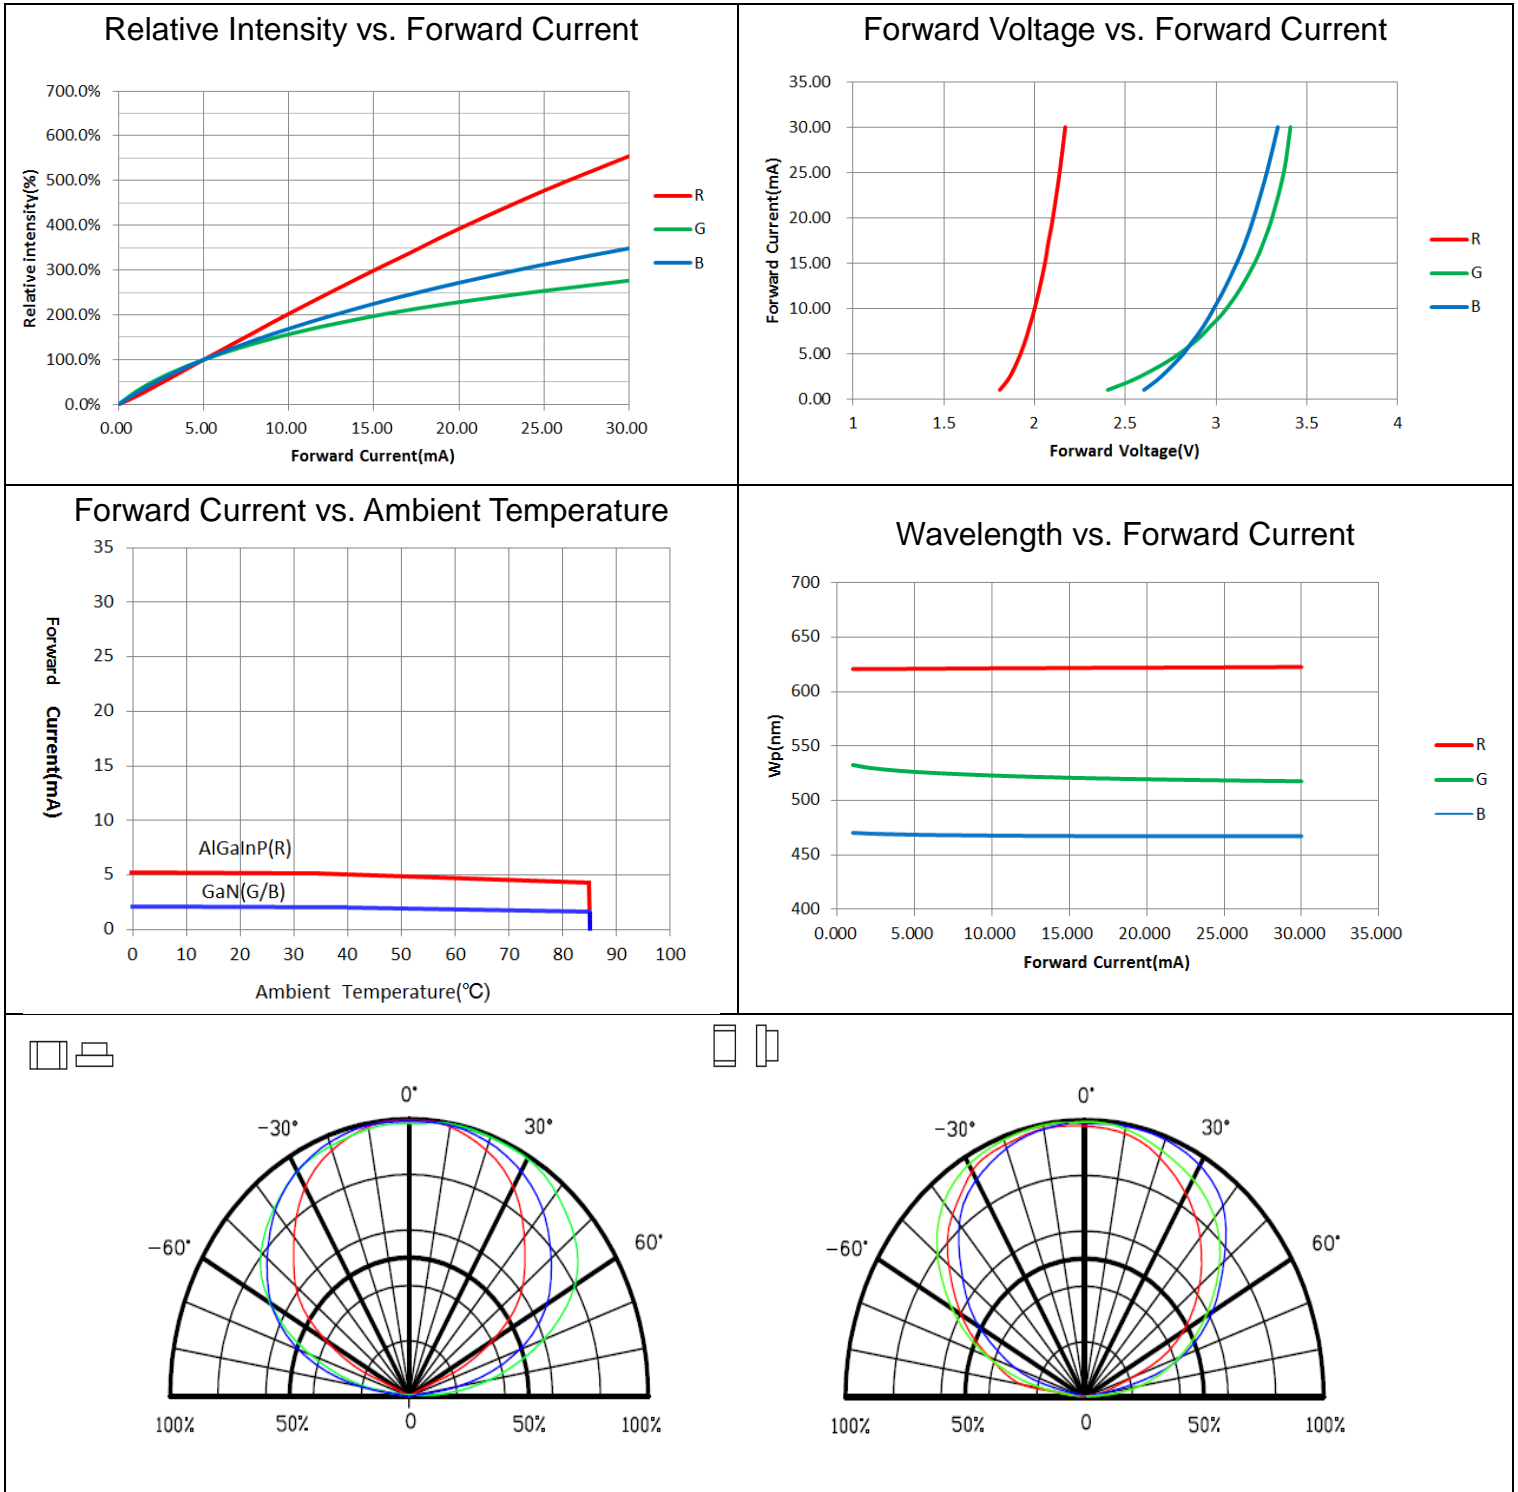 Relative Intensity vs. Forward Current
700.0%
600.0%
500.0%
400.0%
300.0%
200.0%
100.0%
0.0%
Relative intensity(%)
0.00 5.00 10.00 15.00 20.00 25.00 30.00
Forward Current(mA)
R
G
B
Forward Voltage vs. Forward Current
35.00
30.00
25.00
20.00
15.00
10.00
5.00
0.00
Forward Current(mA)
1 1.5 2 2.5 3 3.5 4
Forward Voltage(V)
R
G
B
Forward Current vs. Ambient Temperature
35
30
25
20
15
10
5
0
Forward Current(mA)
AlGaInP(R)
GaN(G/B)
0 10 20 30 40 50 60 70 80 90 100
Ambient Temperature(℃)
Wavelength vs. Forward Current
700
650
600
550
500
450
400
Wp(nm)
0.000 5.000 10.000 15.000 20.000 25.000 30.000 35.000
Forward Current(mA)
R
G
B
0°
-30° 30°
-60° 60°
100% 50% 0 50% 100%
0°
-30° 30°
-60° 60°
100% 50% 0 50% 100%